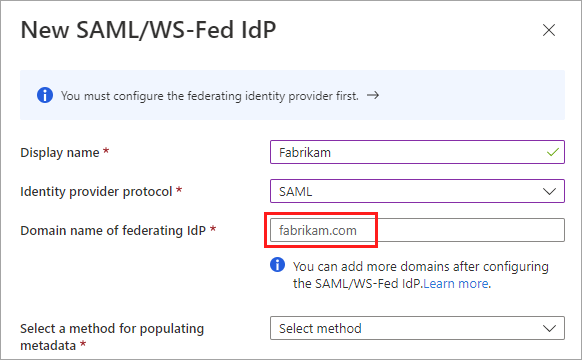 New SAML/WS-Fed IdP
You must configure the federating identity provider first. →
Display name *
Fabrikam
Identity provider protocol *
SAML
Domain name of federating IdP *
fabrikam.com
You can add more domains after configuring
the SAML/WS-Fed IdP.Learn more.
Select a method for populating
metadata *
Select method